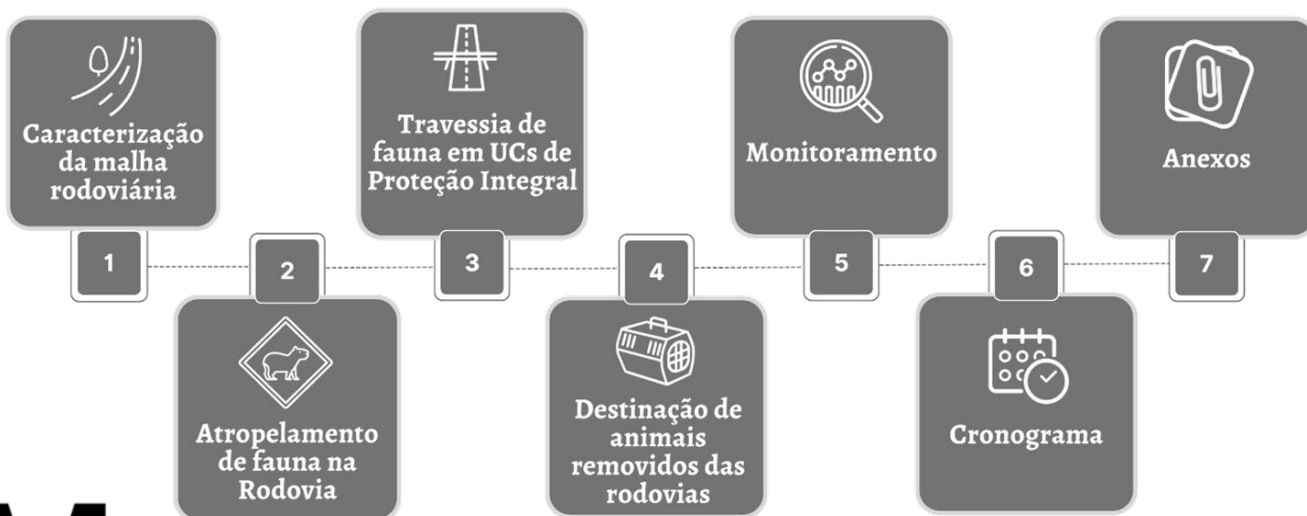 Caracterização
da malha
rodoviária
1
2
Atropelamento
de fauna na
Rodovia
Travessia de
fauna em UCs de
Proteção Integral
3
4
Destinação de
animais
removidos das
rodovias
Monitoramento
5
6
Cronograma
Anexos
7